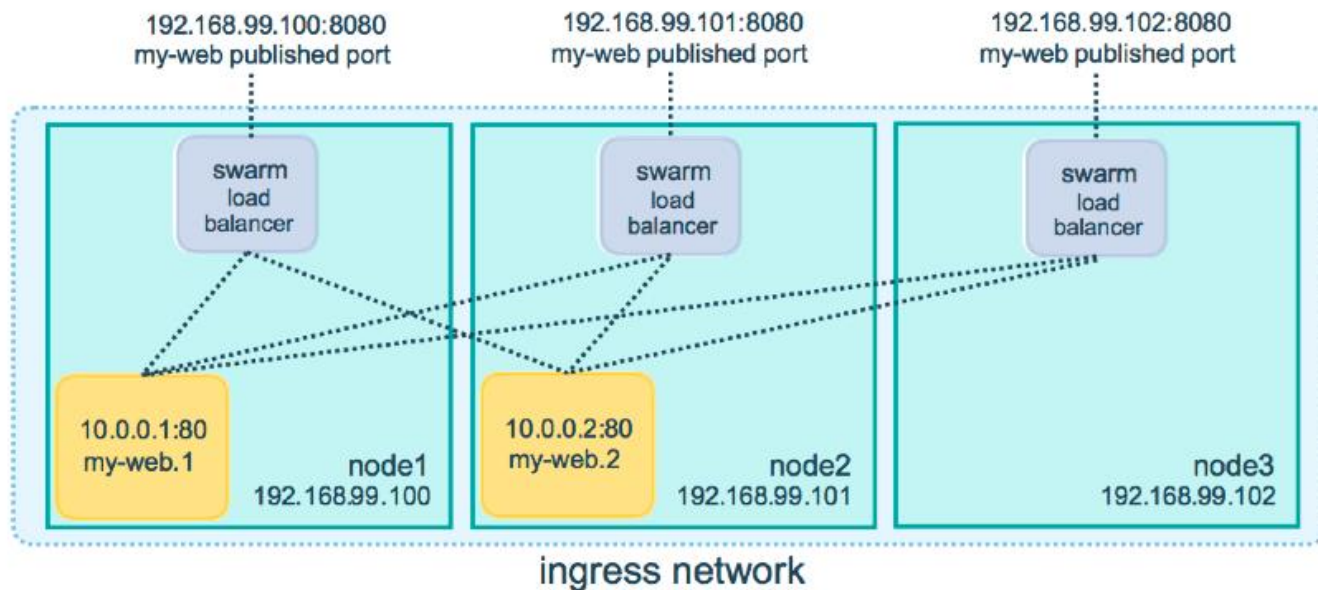 192.168.99.100:8080
my-web published port
192.168.99.101:8080
my-web published port
192.168.99.102:8080
my-web published port
swarm
load
balancer
swarm
load
balancer
swarm
load
balancer
10.0.0.1:80
my-web.1
node1
192.168.99.100
10.0.0.2:80
my-web.2
node2
192.168.99.101
node3
192.168.99.102
ingress network